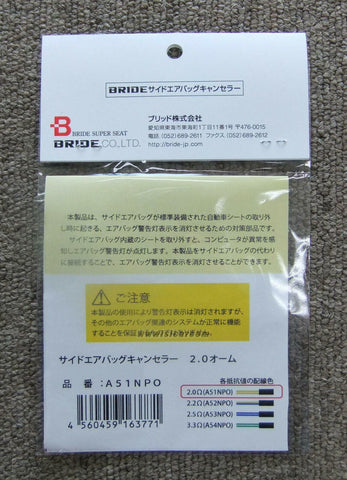 BRIDEサイドエアバッグキャンセラー
B
BRIDE SUPER SEAT
BRIDE CO., LTD.
ブリッド株式会社
愛知県東海市東海町1丁目11番1号 〒476-0015
電話 (052)689-2611 ファクス (052)689-2612
http://bride-jp.com
本製品は、サイドエアバッグが標準装備された自動車シートの取り外
し時に起きる、エアバッグ警告灯表示を消灯させるための対策部品です。
サイドエアバッグ内蔵のシートを取り外すと、コンピュータが異常を感
知しエアバッグ警告灯が点灯します。本製品をサイドエアバッグの代わり
に接続することで、エアバッグ警告灯表示を消灯させることができます。
ご注意
本製品の使用により警告灯表示は消灯されますが、
その他のエアバッグ関連のシステムが正常に機能
することを保証
サイドエアバッグキャンセラー 2.0オーム
品番:A51NPO
4 560459 163771
各抵抗値の配線色
2.0Ω(A51NPO)
2.2Ω(A52NPO)
2.5Ω(A53NPO)
3.3Ω(A54NPO)